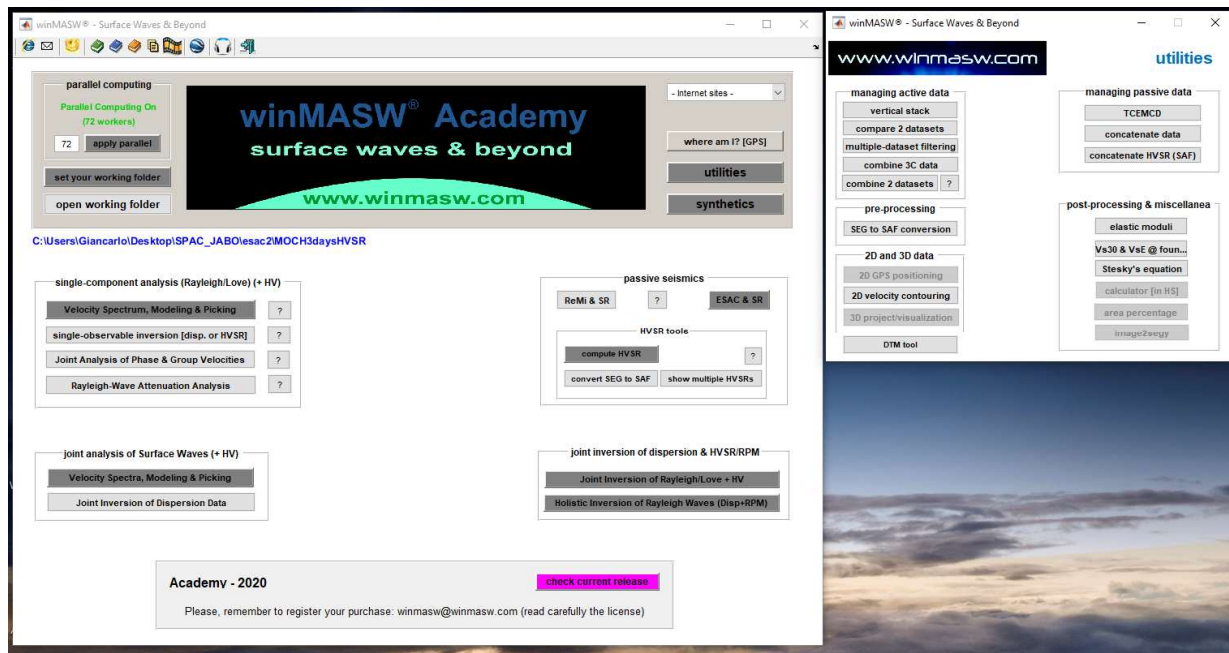 winMASW® - Surface Waves & Beyond
parallel computing
Parallel Computing On
(72 workers)
72
apply parallel
set your working folder
open working folder
winMASW® Academy
surface waves & beyond
www.winmasw.com
- Internet sites -
where am I? [GPS]
utilities
synthetics
C:\Users\Giancarlo\Desktop\SPAC_JABO\esac2\MOCH3daysHVSR
single-component analysis (Rayleigh/Love) (+ HV)
Velocity Spectrum, Modeling & Picking
?
single-observable inversion [disp. or HVSR]
?
Joint Analysis of Phase & Group Velocities
?
Rayleigh-Wave Attenuation Analysis
?
passive seismics
ReMi & SR
?
ESAC & SR
HVSR tools
compute HVSR
?
convert SEG to SAF
show multiple HVSRs
joint analysis of Surface Waves (+ HV)
Velocity Spectra, Modeling & Picking
Joint Inversion of Dispersion Data
joint inversion of dispersion & HVSR/RPM
Joint Inversion of Rayleigh/Love + HV
Holistic Inversion of Rayleigh Waves (Disp+RPM)
Academy - 2020
check current release
Please, remember to register your purchase: winmasw@winmasw.com (read carefully the license)
winMASW® - Surface Waves & Beyond
www.winmasw.com
utilities
managing active data
vertical stack
compare 2 datasets
multiple-dataset filtering
combine 3C data
combine 2 datasets
?
pre-processing
SEG to SAF conversion
2D and 3D data
2D GPS positioning
2D velocity contouring
3D project/visualization
DTM tool
managing passive data
TCEMCD
concatenate data
concatenate HVSR (SAF)
post-processing & miscellanea
elastic moduli
Vs30 & VsE @ foun...
Stesky's equation
calculator [in HS]
area percentage
image2segy